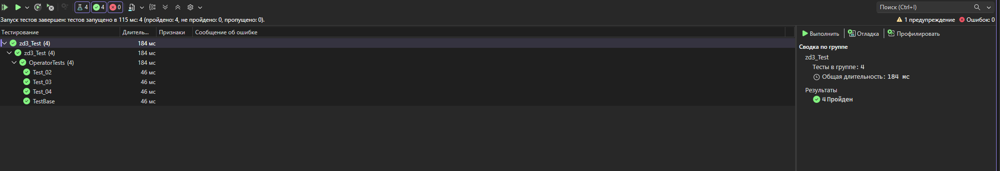 4 4 0 Поиск (Ctrl+I)
Запуск тестов завершен: тестов запущено в 115 мс: 4 (пройдено: 4, не пройдено: 0, пропущено: 0). 1 предупреждение Ошибок: 0
Тестирование Длитель... Признаки Сообщение об ошибке
zd3_Test (4) 184 мс
zd3_Test (4) 184 мс
OperatorTests (4) 184 мс
Test_02 46 мс
Test_03 46 мс
Test_04 46 мс
TestBase 46 мс
Выполнить Отладка Профилировать
Сводка по группе
zd3_Test
Тесты в группе: 4
Общая длительность: 184 мс
Результаты
4 Пройден